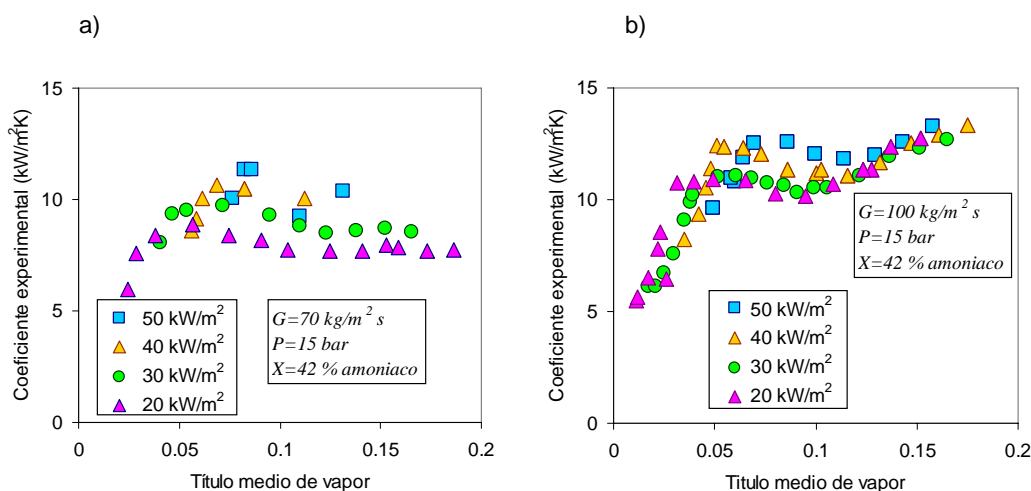 a)
Coeficiente experimental (kW/m²K)
15
10
5
0
0
0.05
0.1
0.15
0.2
Título medio de vapor
50 kW/m²
40 kW/m²
30 kW/m²
20 kW/m²
G=70 kg/m² s
P=15 bar
X=42 % amoniaco
b)
Coeficiente experimental (kW/m²K)
15
10
5
0
0
0.05
0.1
0.15
0.2
Titulo medio de vapor
G=100 kg/m² s
P=15 bar
X=42 % amoniaco
50 kW/m²
40 kW/m²
30 kW/m²
20 kW/m²